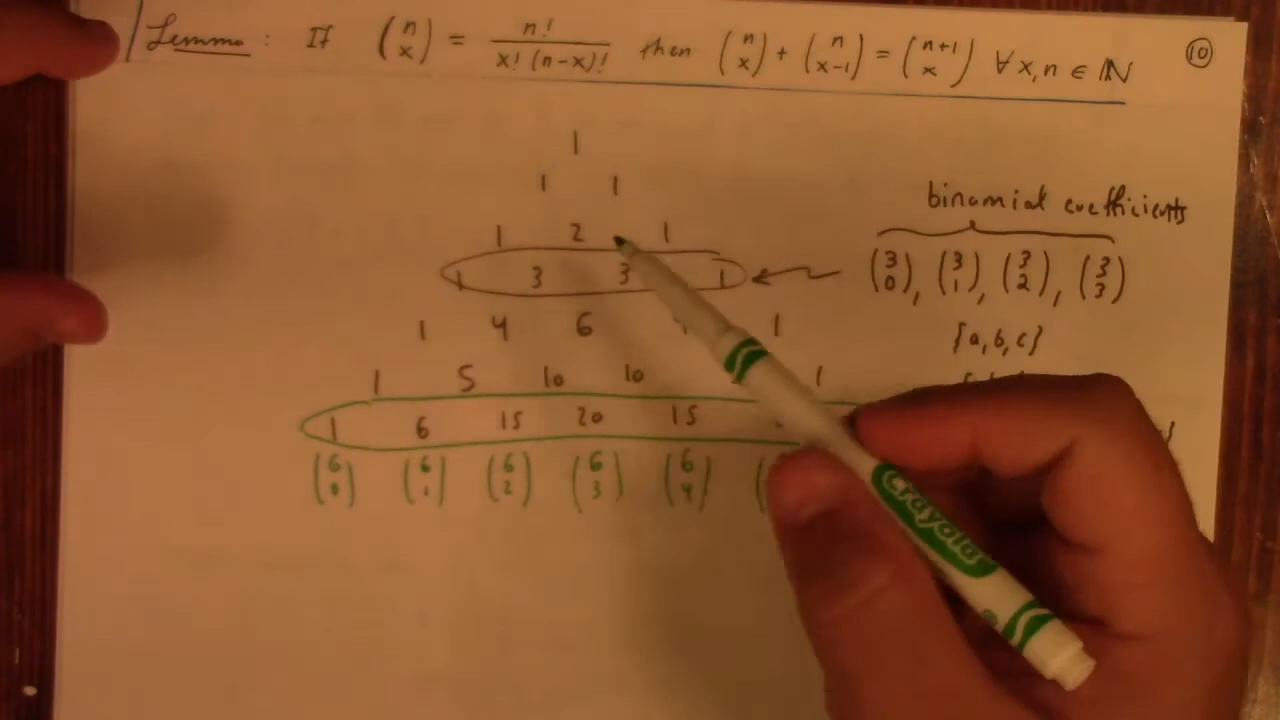 Lemma: If (n x) = n! / x! (n-x)! then (n x) + (n x-1) = (n+1 x) ∀ x, n ∈ ℕ
10
1
1 1
1 2 1
binomial coefficients
1 3 3 1
(3 0), (3 1), (3 2), (3 3)
1 4 6 1
{a, b, c}
1 5 10 10 1
1 6 15 20 15
(6 0) (6 1) (6 2) (6 3) (6 4)
Crayola